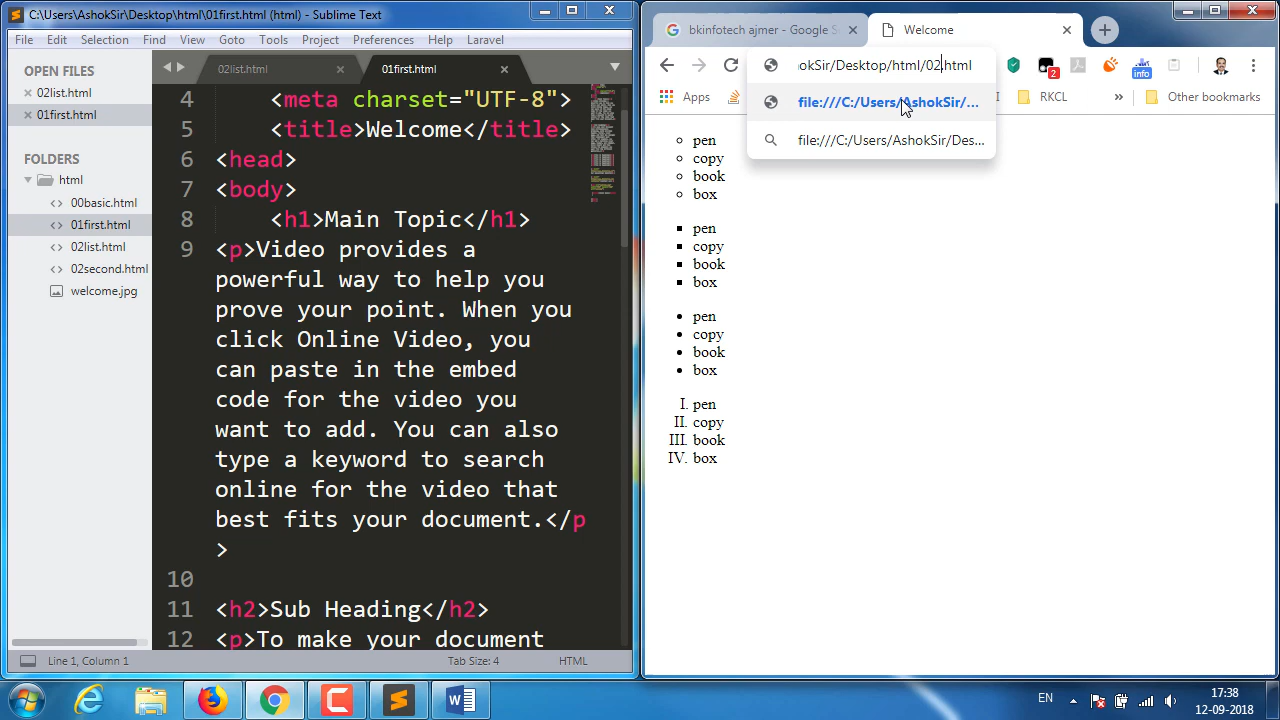 C:\Users\AshokSir\Desktop\html\01first.html (html) - Sublime Text
File Edit Selection Find View Goto Tools Project Preferences Help Laravel
OPEN FILES
02list.html
01first.html
FOLDERS
html
00basic.html
01first.html
02list.html
02second.html
welcome.jpg
02list.html
01first.html
4 <meta charset="UTF-8">
5 <title>Welcome</title>
6 <head>
7 <body>
8 <h1>Main Topic</h1>
9 <p>Video provides a
powerful way to help you
prove your point. When you
click Online Video, you
can paste in the embed
code for the video you
want to add. You can also
type a keyword to search
online for the video that
best fits your document.</p
>
10
11 <h2>Sub Heading</h2>
12 <p>To make your document
Line 1, Column 1
Tab Size: 4
HTML
bkinfotech ajmer - Google S
Welcome
okSir/Desktop/html/02.html
2
info
file:///C:/Users/AshokSir/...
file:///C:/Users/AshokSir/Des...
Apps
RKCL
»
Other bookmarks
pen
copy
book
box
pen
copy
book
box
pen
copy
book
box
I. pen
II. copy
III. book
IV. box
EN
17:38
12-09-2018